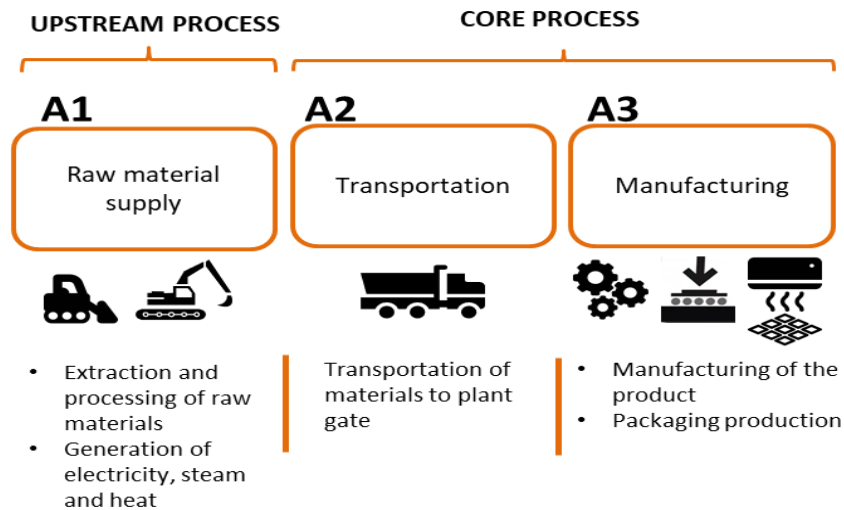 UPSTREAM PROCESS
CORE PROCESS
A1
A2
A3
Raw material
supply
Transportation
Manufacturing
• Extraction and
processing of raw
materials
• Generation of
electricity, steam
and heat
Transportation of
materials to plant
gate
• Manufacturing of the
product
• Packaging production